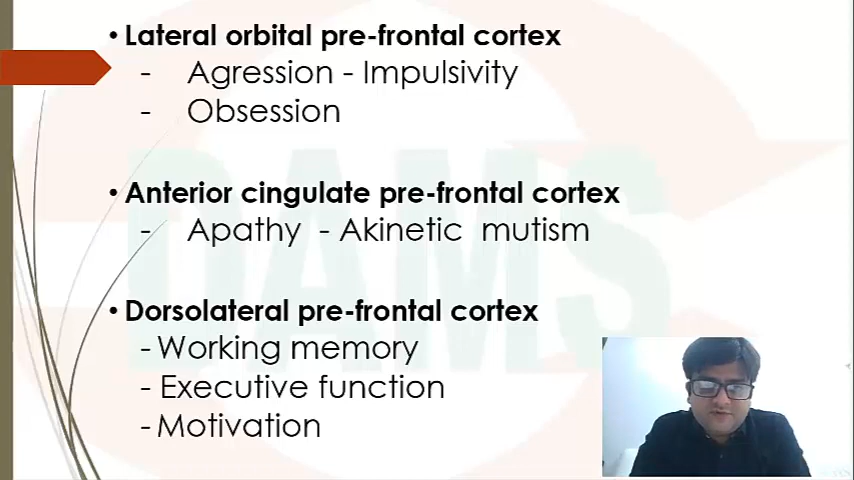 • Lateral orbital pre-frontal cortex
- Agression - Impulsivity
- Obsession
• Anterior cingulate pre-frontal cortex
- Apathy - Akinetic mutism
• Dorsolateral pre-frontal cortex
- Working memory
- Executive function
- Motivation
DAMS